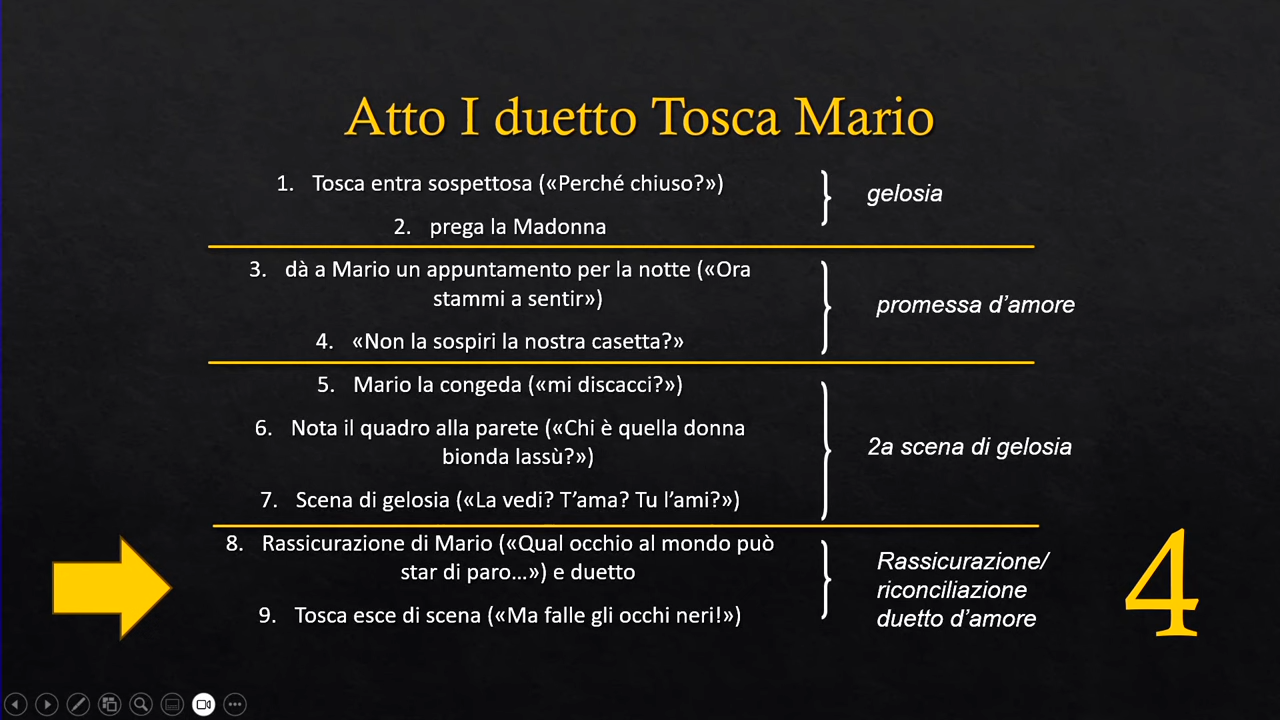 Atto I duetto Tosca Mario
1. Tosca entra sospettosa («Perché chiuso?»)
2. prega la Madonna
gelosia
3. dà a Mario un appuntamento per la notte («Ora
stammi a sentir»)
4. «Non la sospiri la nostra casetta?»
promessa d’amore
5. Mario la congeda («mi discacci?»)
6. Nota il quadro alla parete («Chi è quella donna
bionda lassù?»)
7. Scena di gelosia («La vedi? T’ama? Tu l’ami?»)
2a scena di gelosia
8. Rassicurazione di Mario («Qual occhio al mondo può
star di paro…») e duetto
9. Tosca esce di scena («Ma falle gli occhi neri!»)
Rassicurazione/
riconciliazione
duetto d’amore
4